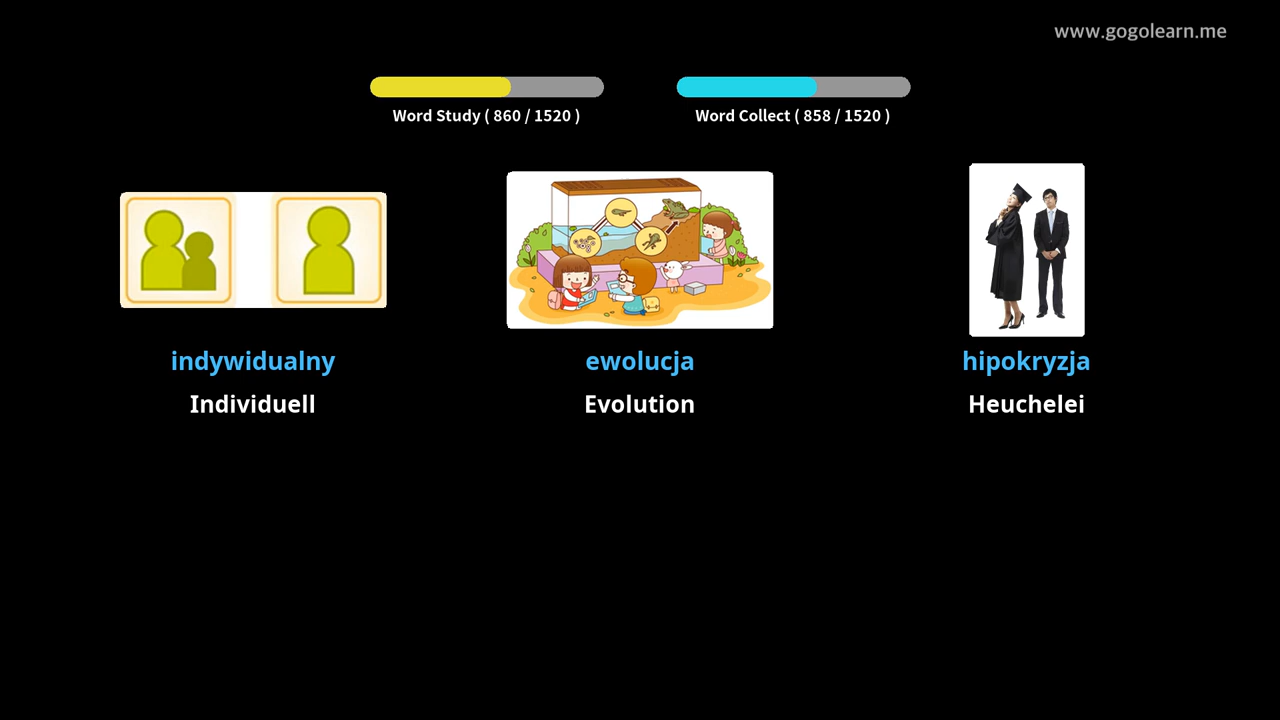 www.gogolearn.me
Word Study ( 860 / 1520 )
Word Collect ( 858 / 1520 )
indywidualny
ewolucja
hipokryzja
Individuell
Evolution
Heuchelei